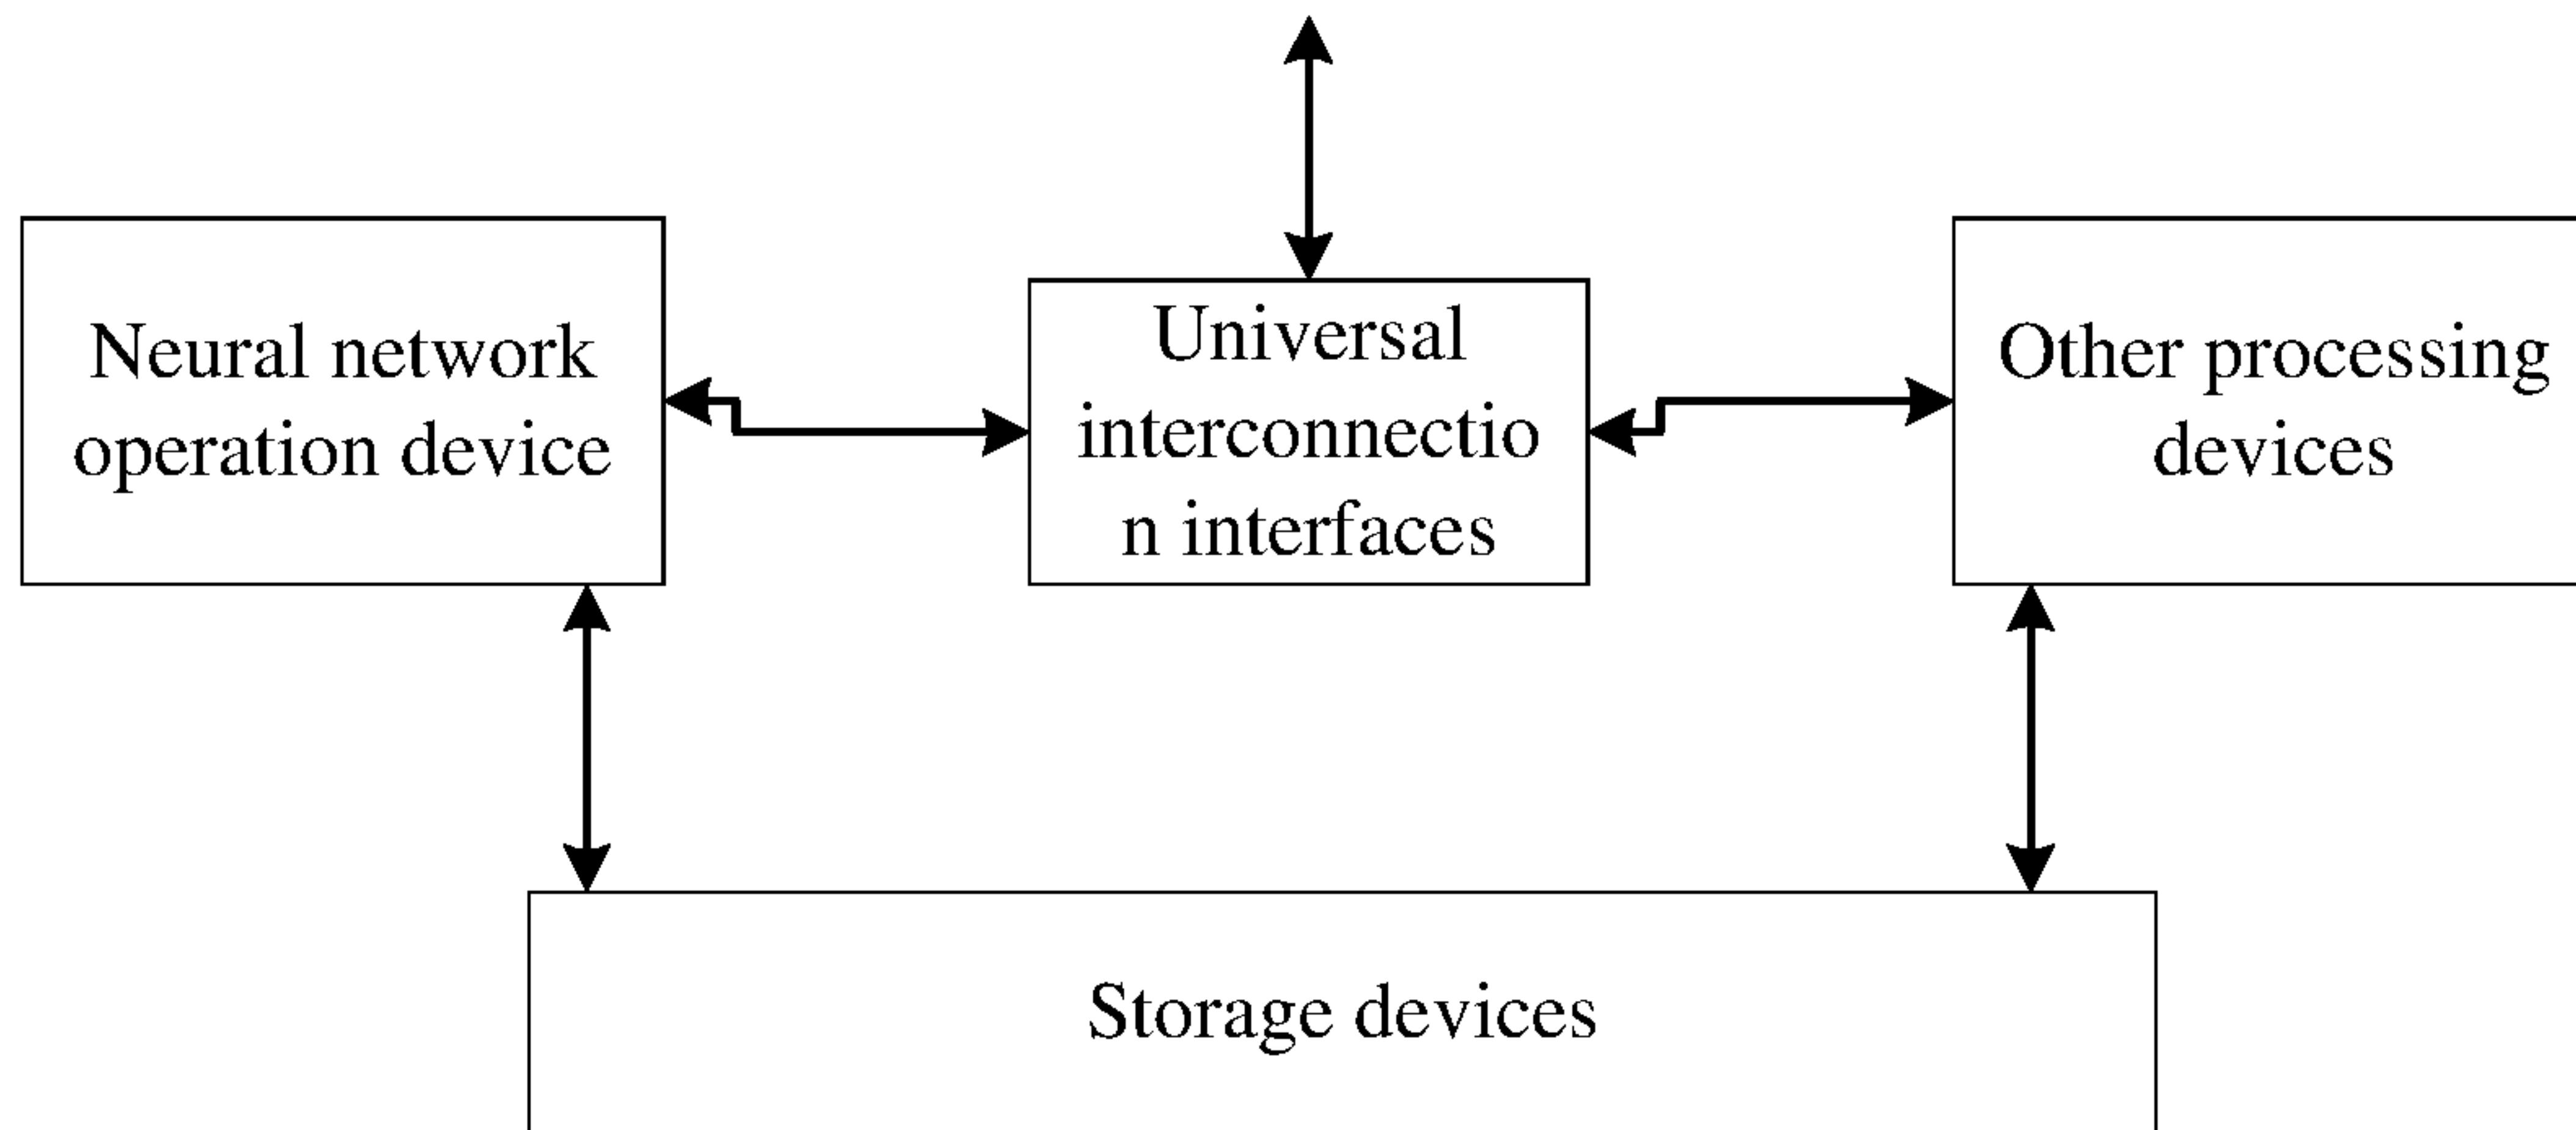 Neural network
operation device
Universal
interconnectio
n interfaces
Other processing
devices
Storage devices